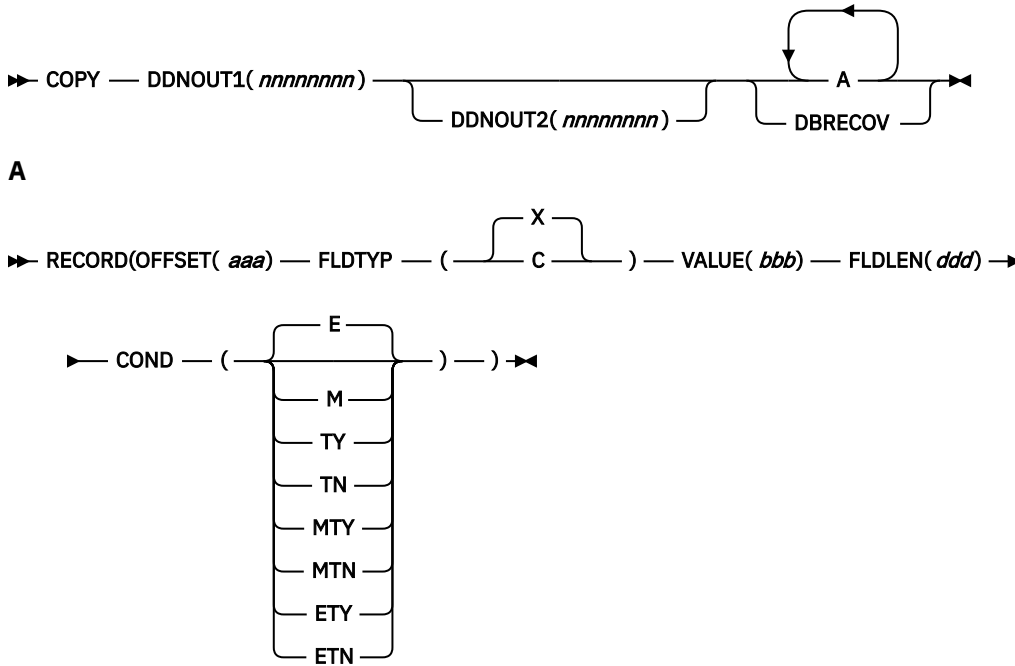 COPY DDNOUT1( nnnnnnnn ) A
DDNOUT2( nnnnnnnn ) DBRECOV
A
X
RECORD(OFFSET( aaa) FLDTYP ( C ) VALUE( bbb) FLDLEN( ddd)
E
COND ( ) )
M
TY
TN
MTY
MTN
ETY
ETN